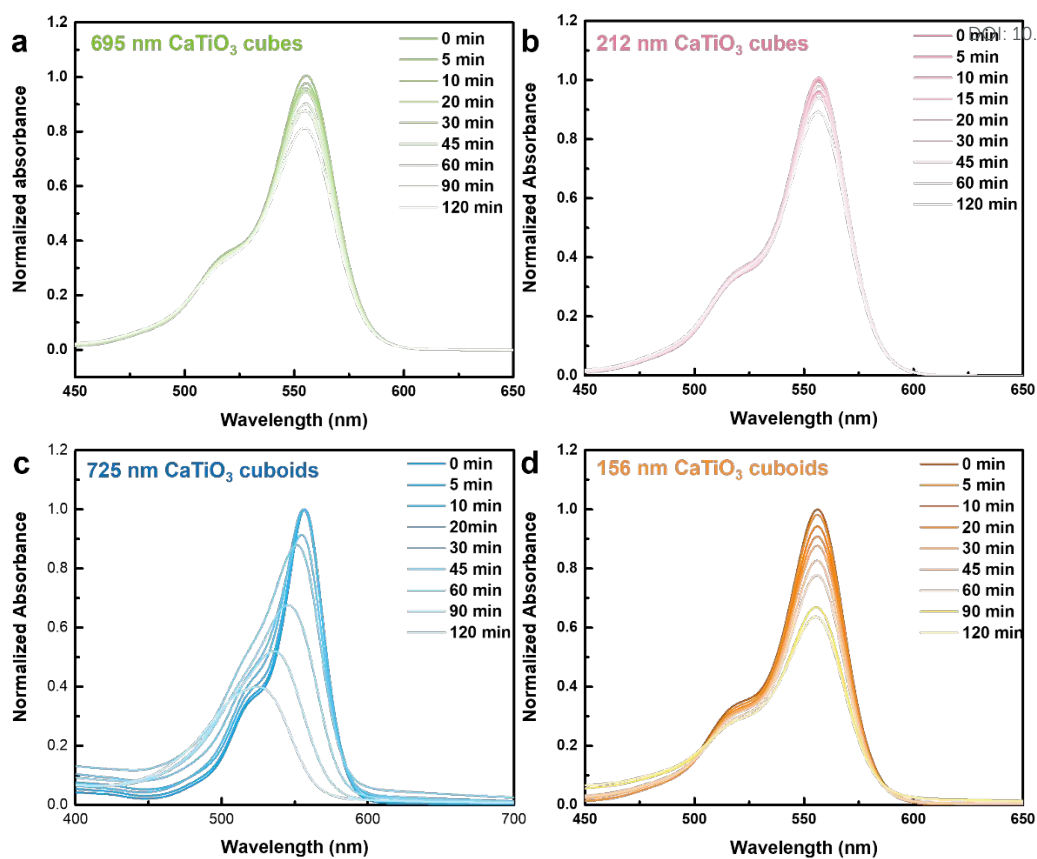 a
695 nm CaTiO₃ cubes
0 min
5 min
10 min
20 min
30 min
45 min
60 min
90 min
120 min
1.2
1.0
0.8
0.6
0.4
0.2
0.0
Normalized absorbance
450
500
550
600
650
Wavelength (nm)
b
212 nm CaTiO₃ cubes
DOI: 10.
0 min
5 min
10 min
15 min
20 min
30 min
45 min
60 min
120 min
1.2
1.0
0.8
0.6
0.4
0.2
0.0
Normalized Absorbance
450
500
550
600
650
Wavelength (nm)
c
725 nm CaTiO₃ cuboids
0 min
5 min
10 min
20min
30 min
45 min
60 min
90 min
120 min
1.2
1.0
0.8
0.6
0.4
0.2
0.0
Normalized Absorbance
400
450
500
550
600
650
700
Wavelength (nm)
d
156 nm CaTiO₃ cuboids
0 min
5 min
10 min
20 min
30 min
45 min
60 min
90 min
120 min
1.2
1.0
0.8
0.6
0.4
0.2
0.0
Normalized Absorbance
450
500
550
600
650
Wavelength (nm)